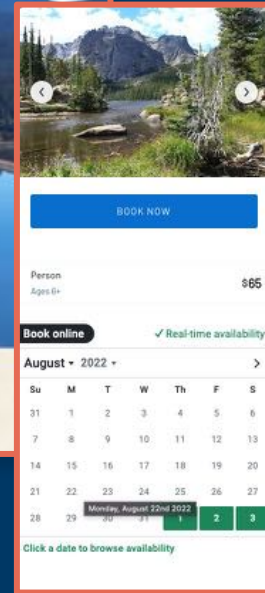 BOOK NOW
Person
Ages 6+
$65
Book online
✓ Real-time availability
August 2022
Su M T W Th F S
31 1 2 3 4 5 6
7 8 9 10 11 12 13
14 15 16 17 18 19 20
21 22 23 24 25 26 27
Monday, August 22nd 2022
28 29 30 31 1 2 3
Click a date to browse availability